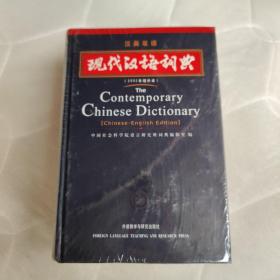 汉英双语
现代汉语词典
（2002年增补本）
The
Contemporary
Chinese Dictionary
[Chinese-English Edition]
中国社会科学院语言研究所词典编辑室 编
外语教学与研究出版社
FOREIGN LANGUAGE TEACHING AND RESEARCH PRESS